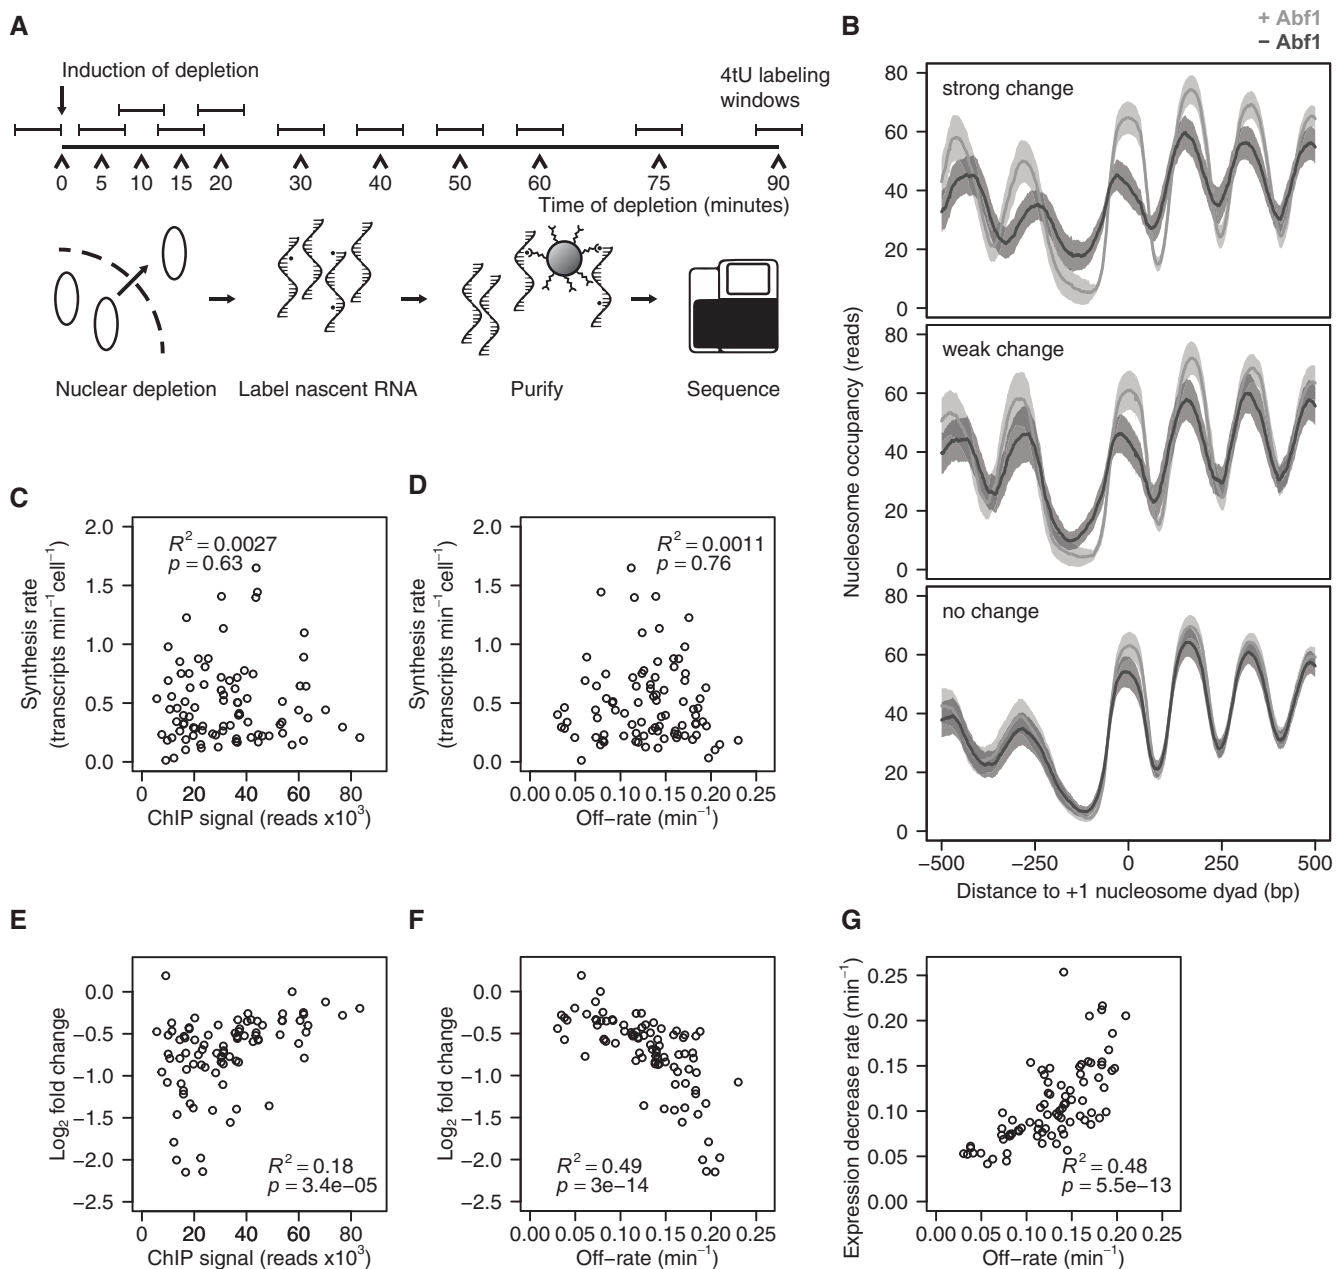 A
Induction of depletion
4tU labeling
windows
0 5 10 15 20 30 40 50 60 75 90
Time of depletion (minutes)
Nuclear depletion
Label nascent RNA
Purify
Sequence
B
+ Abf1
− Abf1
strong change
80
60
40
20
0
weak change
80
60
40
20
0
no change
80
60
40
20
0
Nucleosome occupancy (reads)
−500 −250 0 250 500
Distance to +1 nucleosome dyad (bp)
C
R² = 0.0027
p = 0.63
2.0
1.5
1.0
0.5
0.0
Synthesis rate
(transcripts min⁻¹cell⁻¹)
0 20 40 60 80
ChIP signal (reads x10³)
D
R² = 0.0011
p = 0.76
2.0
1.5
1.0
0.5
0.0
Synthesis rate
(transcripts min⁻¹cell⁻¹)
0.00 0.05 0.10 0.15 0.20 0.25
Off−rate (min⁻¹)
E
0.0
−0.5
−1.0
−1.5
−2.0
−2.5
Log₂ fold change
R² = 0.18
p = 3.4e−05
0 20 40 60 80
ChIP signal (reads x10³)
F
0.0
−0.5
−1.0
−1.5
−2.0
−2.5
Log₂ fold change
R² = 0.49
p = 3e−14
0.00 0.05 0.10 0.15 0.20 0.25
Off−rate (min⁻¹)
G
0.25
0.20
0.15
0.10
0.05
0.00
Expression decrease rate (min⁻¹)
R² = 0.48
p = 5.5e−13
0.00 0.05 0.10 0.15 0.20 0.25
Off−rate (min⁻¹)